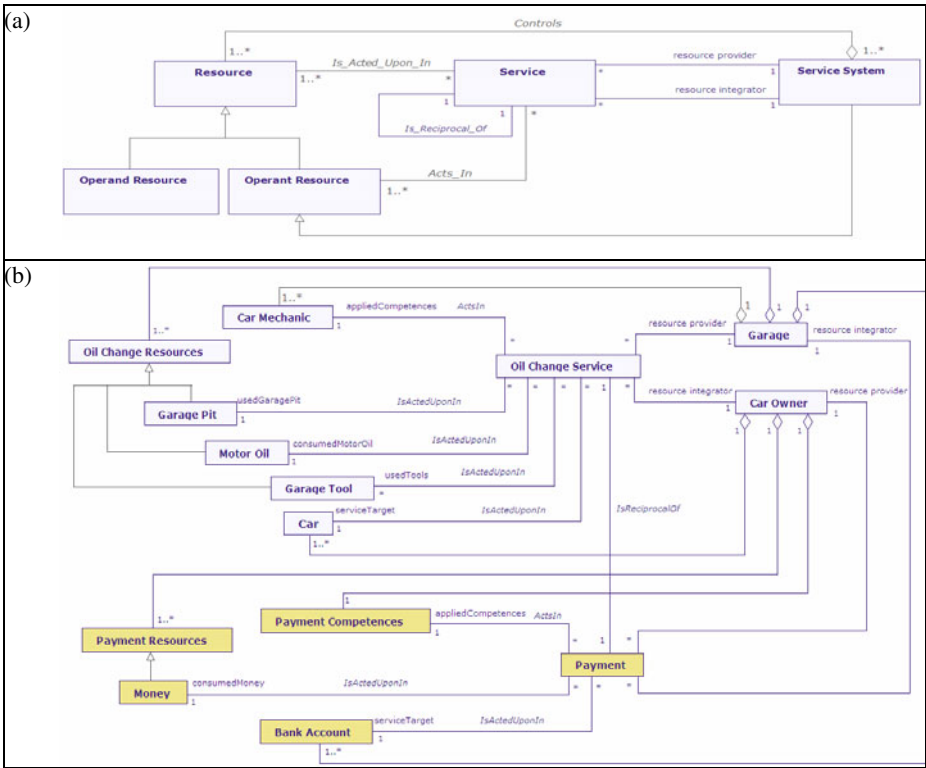 (a)
Controls
1..*
1..*
Is_Acted_Upon_In
resource provider
Resource
1..*
*
Service
*
1
Service System
resource integrator
1
*
1
1
*
Is_Reciprocal_Of
Operand Resource
Operant Resource
Acts_In
1..*
(b)
1..*
appliedCompetences
ActsIn
1
1
1
Car Mechanic
1
resource provider
1..*
*
*
1
Garage
resource integrator
1
Oil Change Resources
Oil Change Service
usedGaragePit
IsActedUpon​In
*
*
*
*
*
1
*
resource integrator
resource provider
Garage Pit
1
1
Car Owner
1
consumedMotorOil
IsActedUponIn
1
1
1
Motor Oil
1
usedTools
IsActedUponIn
Garage Tool
*
serviceTarget
IsActedUponIn
IsReciprocalOf
Car
1
1..*
1
appliedCompetences
ActsIn
1..*
Payment Competences
1
Payment Resources
*
1
*
Payment
consumedMoney
IsActedUponIn
Money
1
*
*
*
serviceTarget
IsActedUponIn
Bank Account
1
1..*